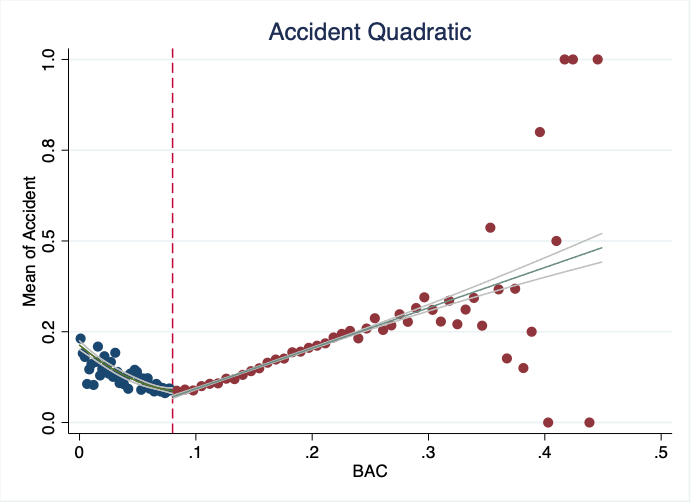 Accident Quadratic
Mean of Accident
1.0
0.8
0.5
0.2
0.0
0 .1 .2 .3 .4 .5
BAC